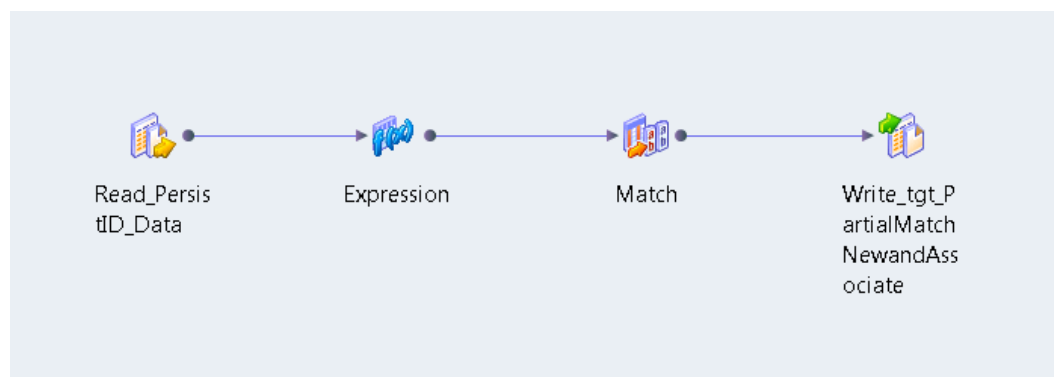 Read_Persis
tID_Data
Expression
Match
Write_tgt_P
artialMatch
NewandAss
ociate